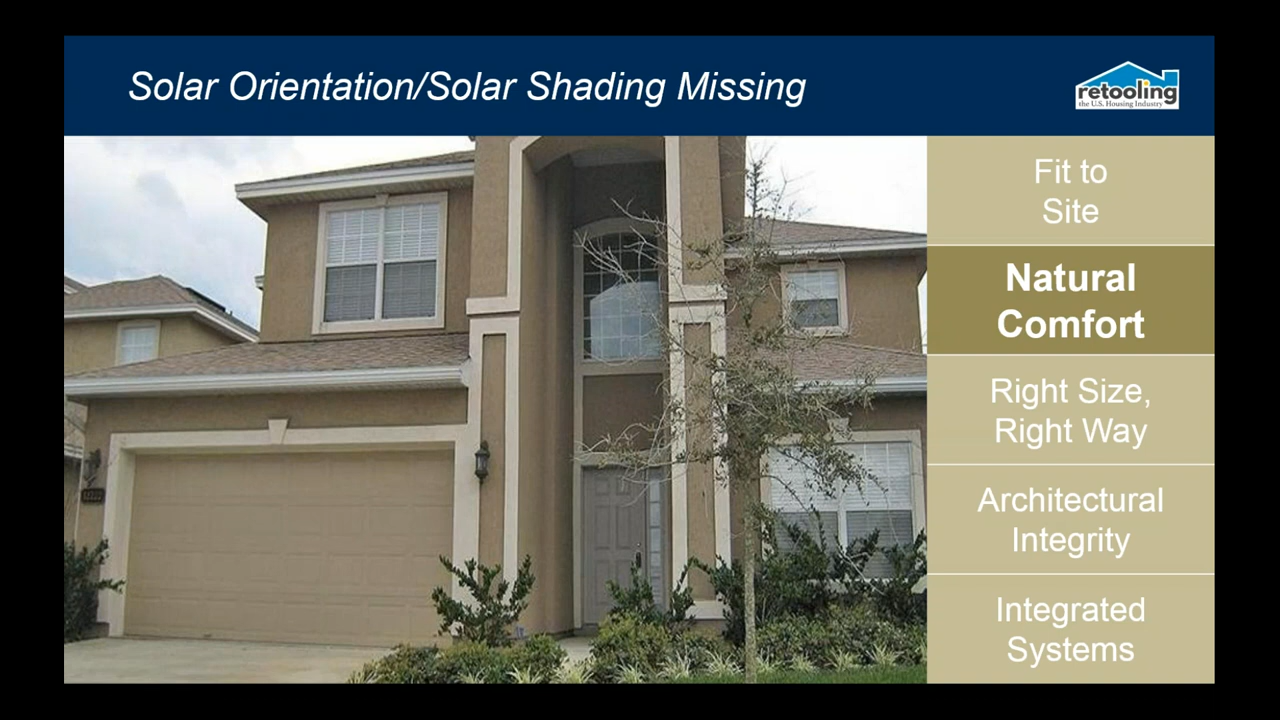 Solar Orientation/Solar Shading Missing
retooling
the U.S. Housing Industry
Fit to
Site
Natural
Comfort
Right Size,
Right Way
Architectural
Integrity
Integrated
Systems